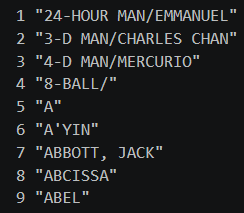 1 "24-HOUR MAN/EMMANUEL"
2 "3-D MAN/CHARLES CHAN"
3 "4-D MAN/MERCURIO"
4 "8-BALL/"
5 "A"
6 "A'YIN"
7 "ABBOTT, JACK"
8 "ABCISSA"
9 "ABEL"